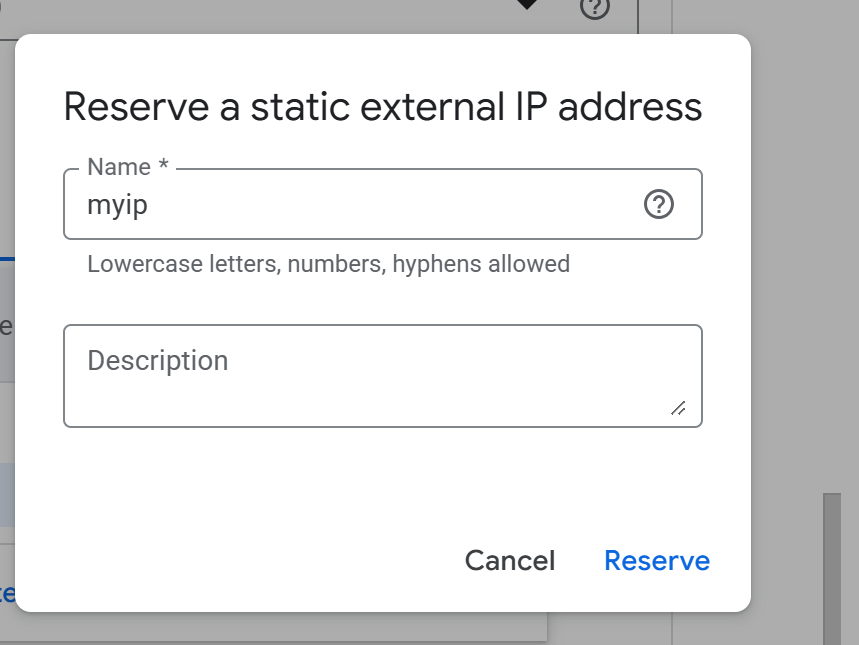 Reserve a static external IP address
Name *
myip
Lowercase letters, numbers, hyphens allowed
Description
Cancel
Reserve